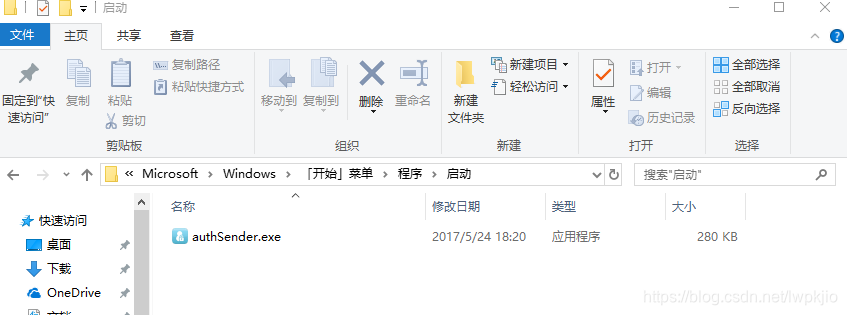 启动
文件 主页 共享 查看
固定到“快速访问”
复制
粘贴
复制路径
粘贴快捷方式
剪切
剪贴板
移动到
复制到
删除
重命名
组织
新建文件夹
新建项目
轻松访问
新建
属性
打开
编辑
历史记录
打开
全部选择
全部取消
反向选择
选择
« Microsoft > Windows > 「开始」菜单 > 程序 > 启动
搜索"启动"
快速访问
桌面
下载
OneDrive
名称 修改日期 类型 大小
authSender.exe 2017/5/24 18:20 应用程序 280 KB
https://blog.csdn.net/lwpkjio